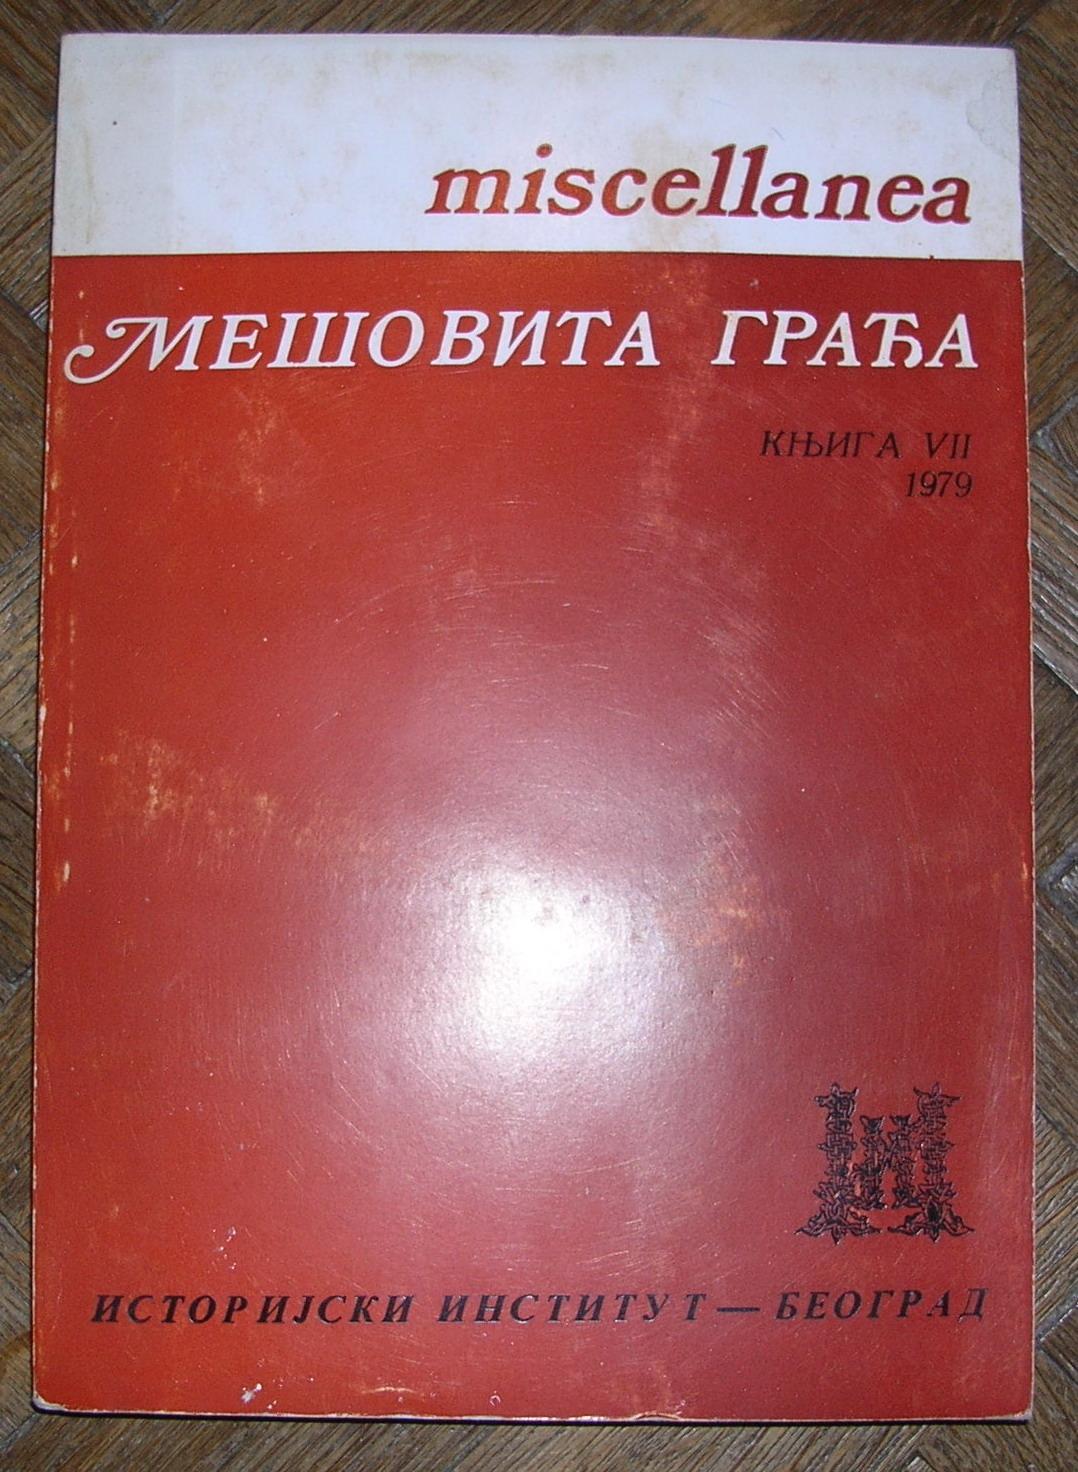 miscellanea
МЕШОВИТА ГРАЂА
КЊИГА VII
1979
ИСТОРИЈСКИ ИНСТИТУТ — БЕОГРАД